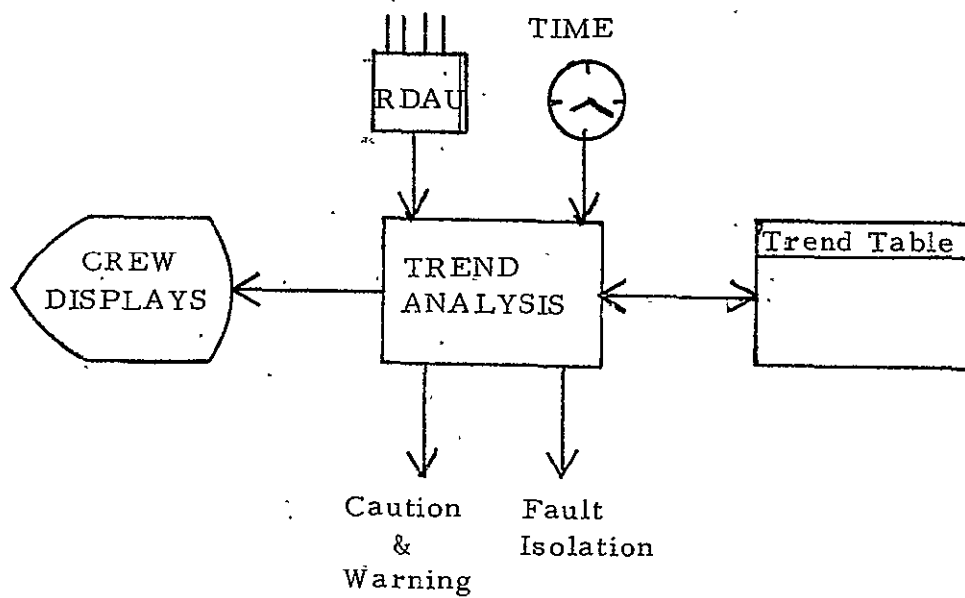 TIME
RDAU
CREW
DISPLAYS
TREND
ANALYSIS
Trend Table
Caution
&
Warning
Fault
Isolation